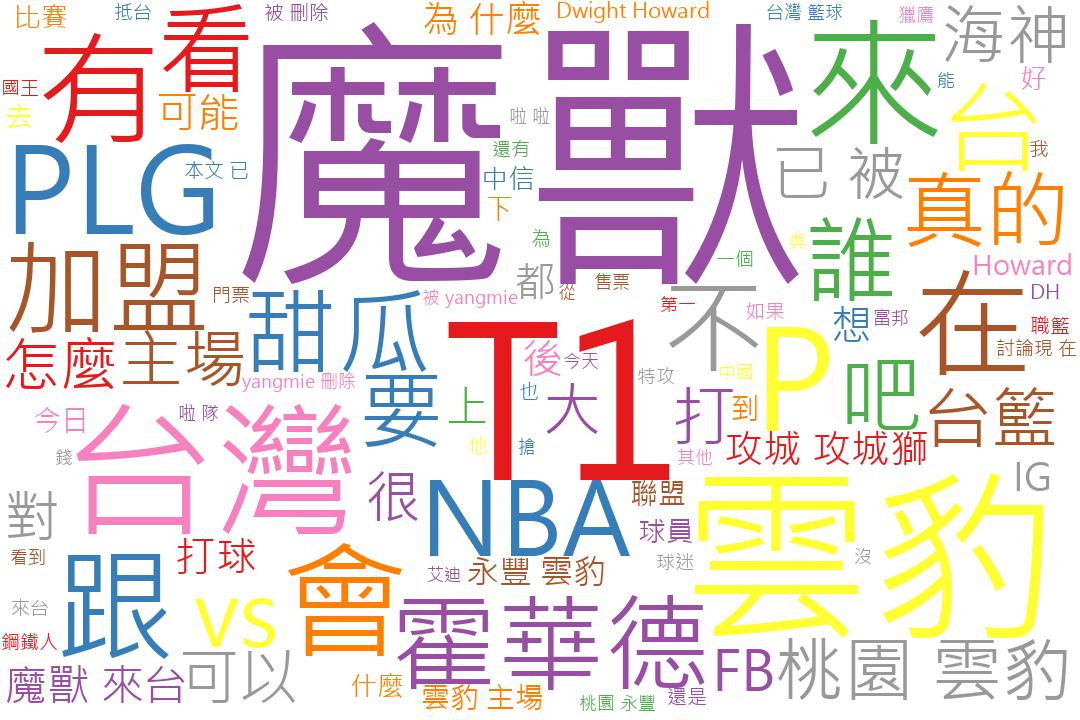 比賽
抵台
被 刪除
為 什麼
Dwight Howard
台灣 籃球
獵鷹
海神
有
看
魔獸
來
國王
去
可能
啦 啦
能
好
台
我
PLG
本文 已
還有
中信
下
已 被
真的
為
與
誰
一個
加盟
門票
甜瓜
被 yangmie
都
從
售票
不
第一
如果
想
富邦
在
Howard
DH
職籃
討論現 在
怎麼
主場
T1
後
今天
中國
P
吧
yangmie 刪除
要
上
也
大
特攻
打
到
台籃
今日
啦 隊
台灣
他
搶
其他
攻城 攻城獅
錢
對
很
NBA
聯盟
球員
雲豹
IG
看到
跟
打球
會
艾迪
永豐 雲豹
球迷
沒
來台
vs
霍華德
鋼鐵人
魔獸 來台
可以
什麼
雲豹 主場
桃園 永豐
還是
FB
桃園 雲豹